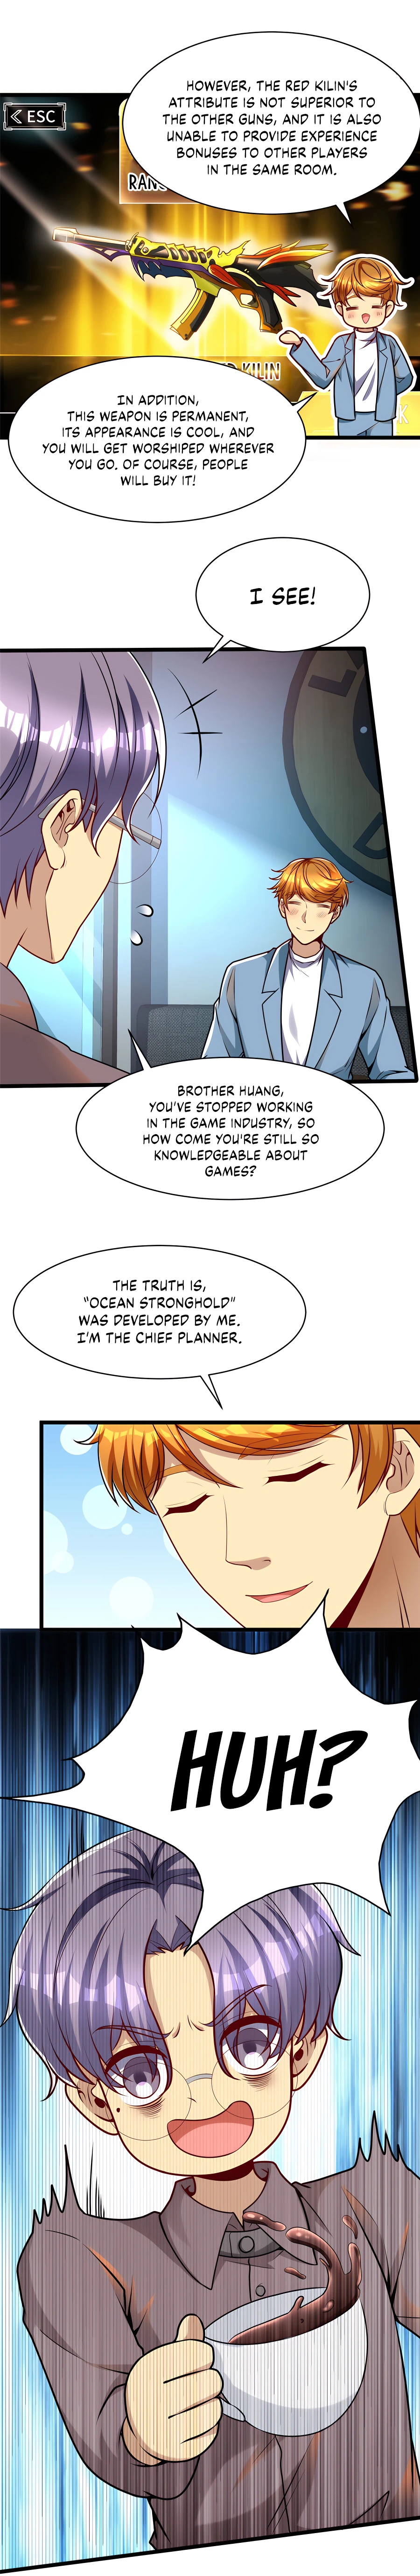 HOWEVER, THE RED KILIN'S
ATTRIBUTE IS NOT SUPERIOR TO
THE OTHER GUNS, AND IT IS ALSO
UNABLE TO PROVIDE EXPERIENCE
BONUSES TO OTHER PLAYERS
IN THE SAME ROOM.
≪ ESC
KILIN
K
IN ADDITION,
THIS WEAPON IS PERMANENT,
ITS APPEARANCE IS COOL, AND
YOU WILL GET WORSHIPED WHEREVER
YOU GO. OF COURSE, PEOPLE
WILL BUY IT!
I SEE!
BROTHER HUANG,
YOU'VE STOPPED WORKING
IN THE GAME INDUSTRY, SO
HOW COME YOU'RE STILL SO
KNOWLEDGEABLE ABOUT
GAMES?
THE TRUTH IS,
"OCEAN STRONGHOLD"
WAS DEVELOPED BY ME.
I'M THE CHIEF PLANNER.
HUH?